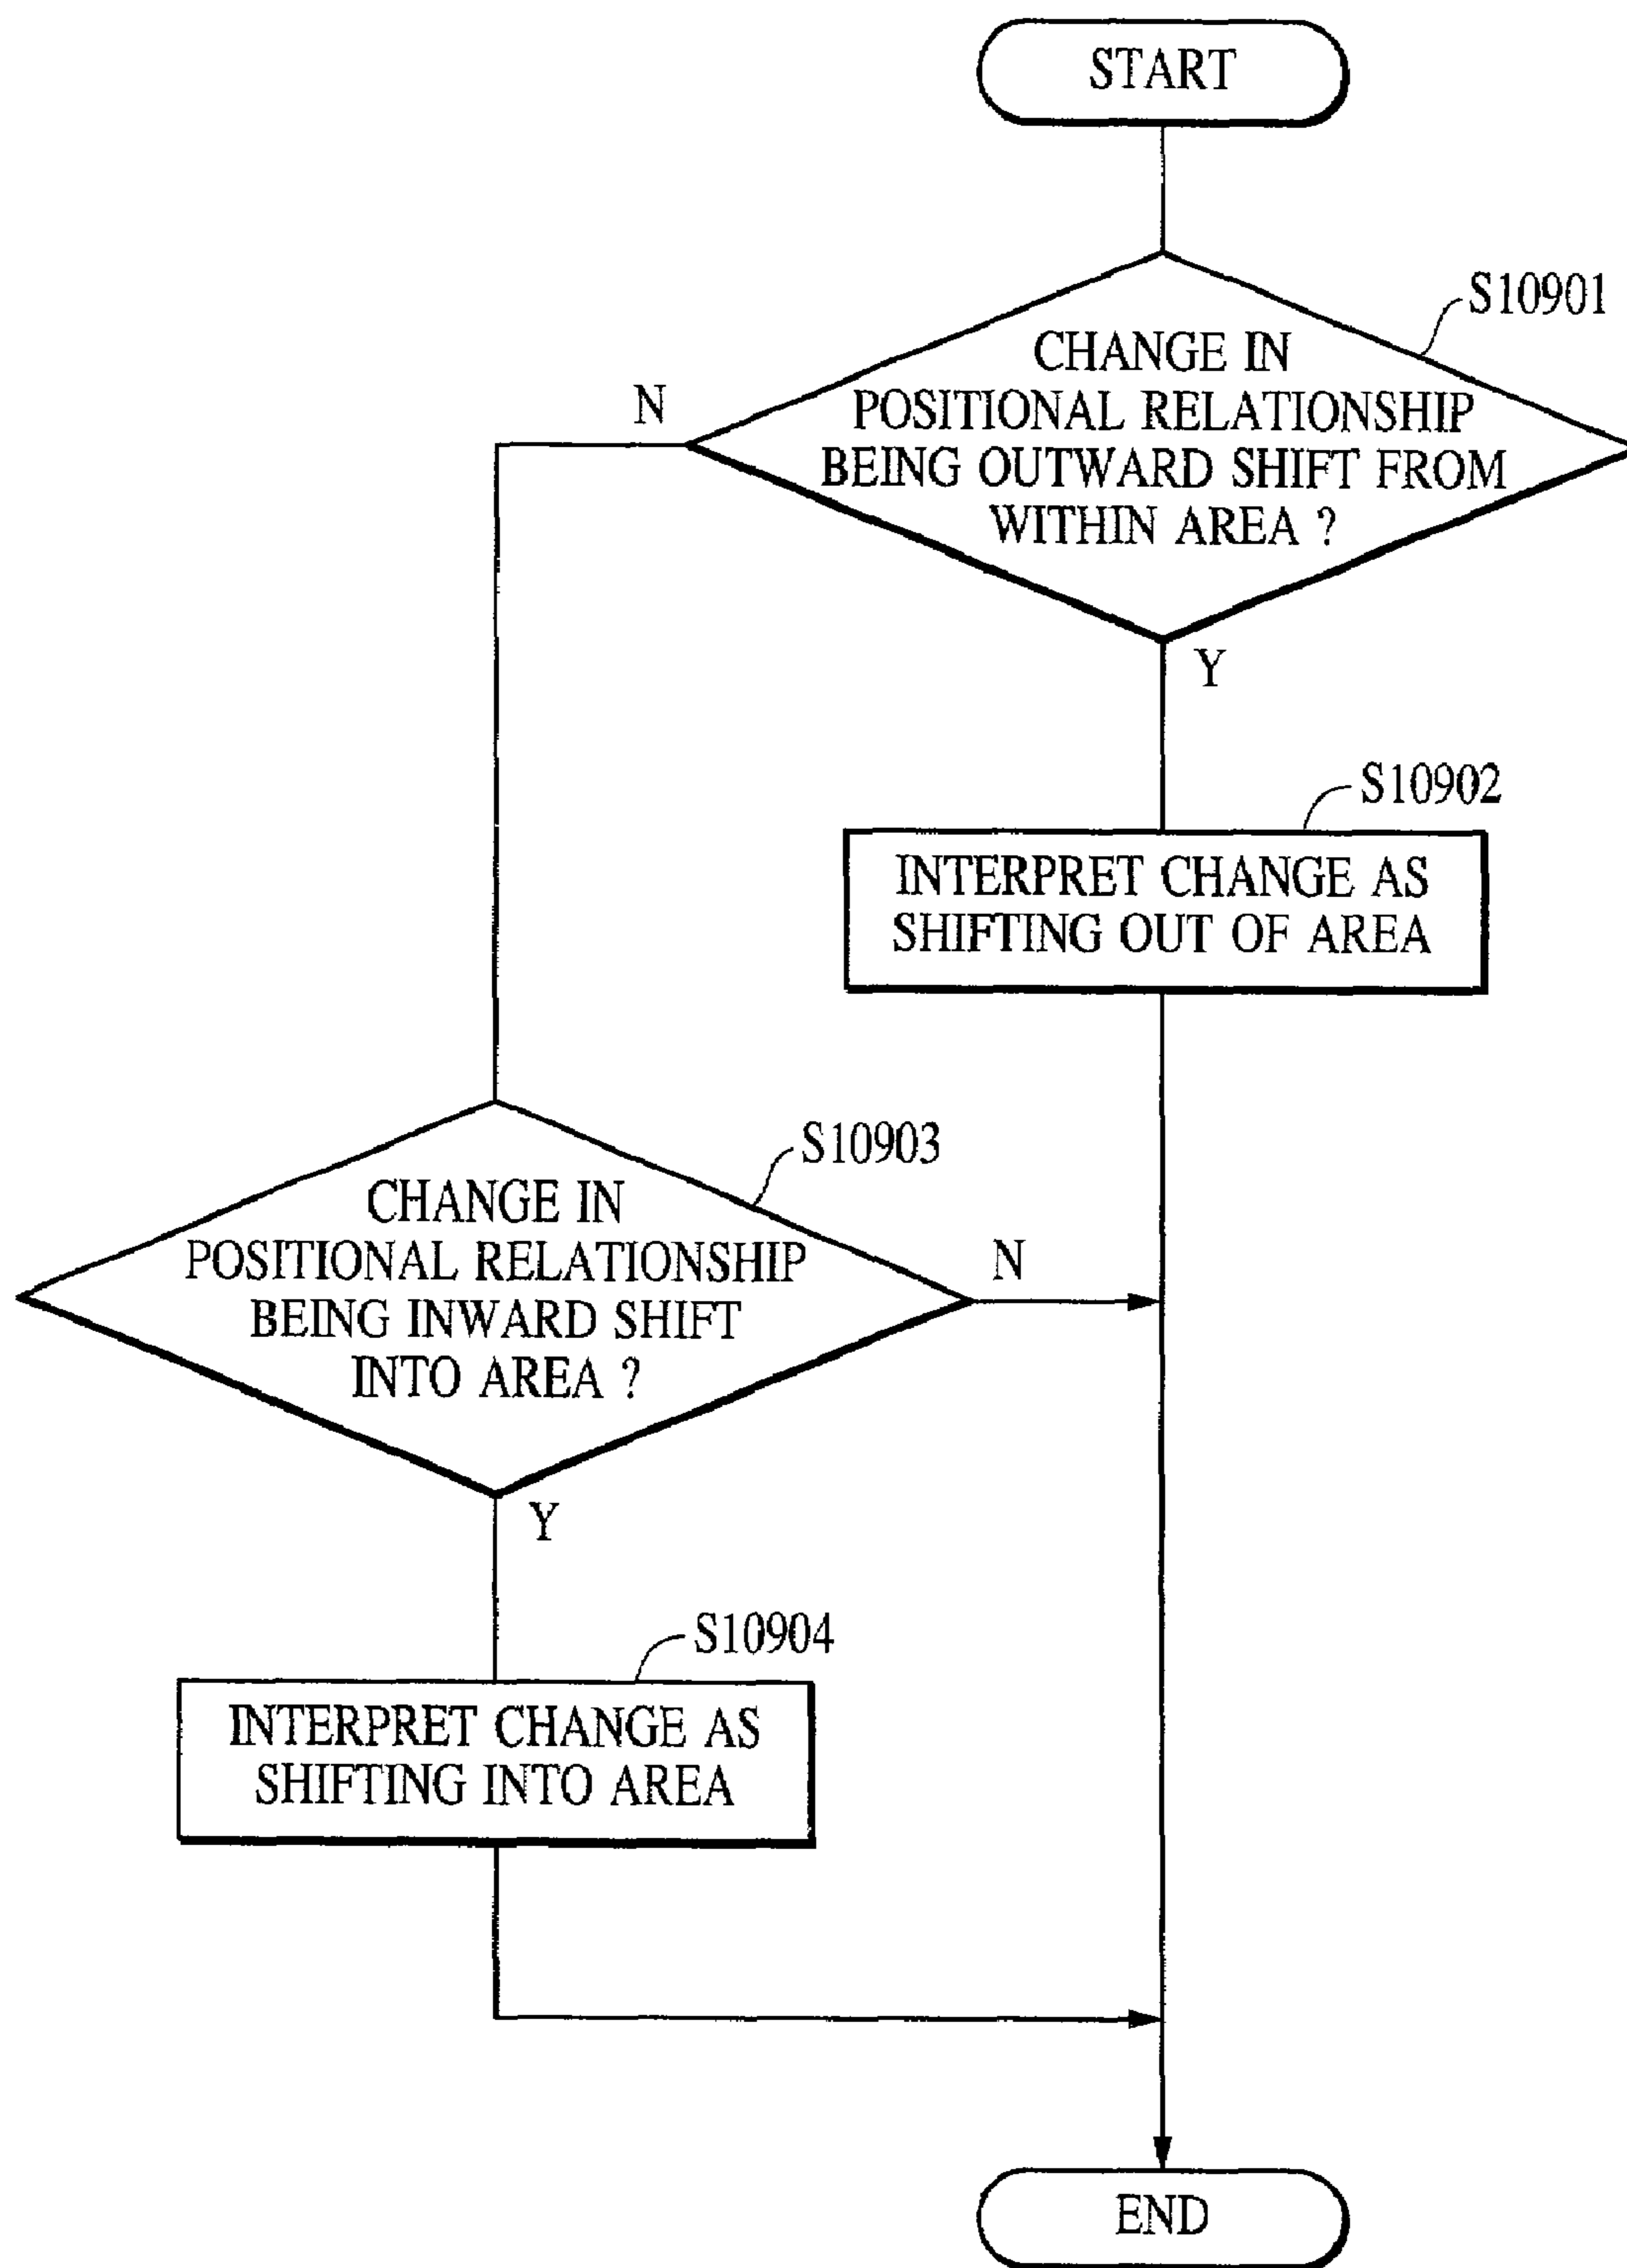 START
S10901
CHANGE IN
POSITIONAL RELATIONSHIP
BEING OUTWARD SHIFT FROM
WITHIN AREA ?
N
Y
S10902
INTERPRET CHANGE AS
SHIFTING OUT OF AREA
S10903
CHANGE IN
POSITIONAL RELATIONSHIP
BEING INWARD SHIFT
INTO AREA ?
N
Y
S10904
INTERPRET CHANGE AS
SHIFTING INTO AREA
END